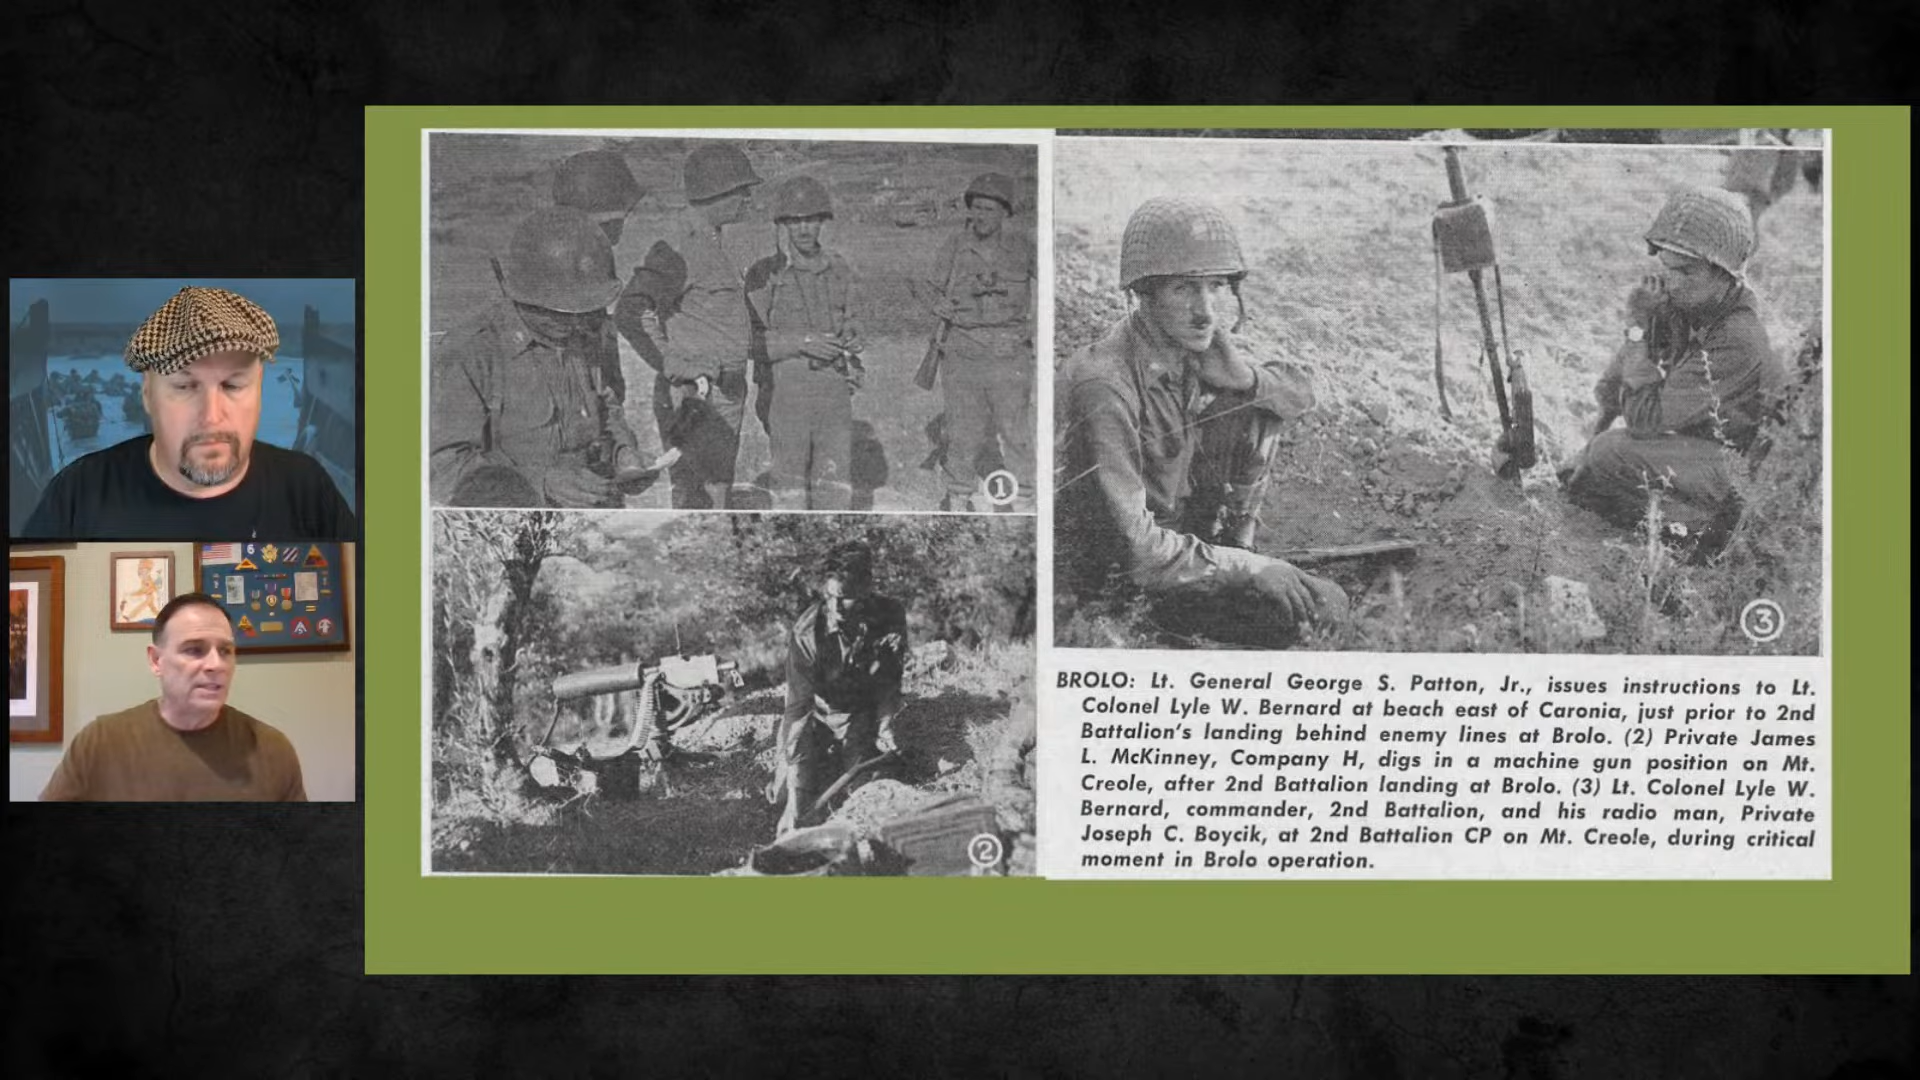 ①
②
③
BROLO: Lt. General George S. Patton, Jr., issues instructions to Lt.
Colonel Lyle W. Bernard at beach east of Caronia, just prior to 2nd
Battalion's landing behind enemy lines at Brolo. (2) Private James
L. McKinney, Company H, digs in a machine gun position on Mt.
Creole, after 2nd Battalion landing at Brolo. (3) Lt. Colonel Lyle W.
Bernard, commander, 2nd Battalion, and his radio man, Private
Joseph C. Boycik, at 2nd Battalion CP on Mt. Creole, during critical
moment in Brolo operation.